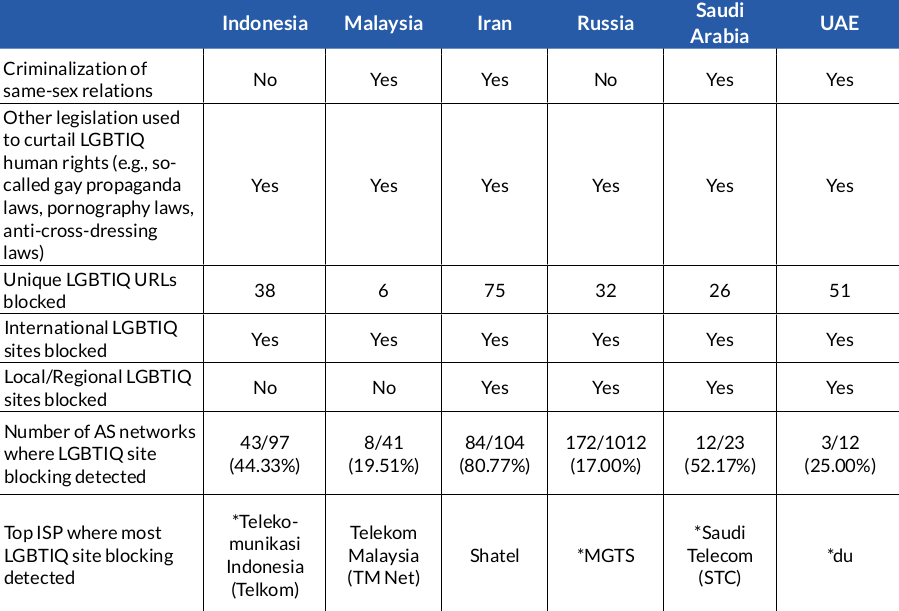 Indonesia Malaysia Iran Russia Saudi Arabia UAE
Criminalization of
same-sex relations
No Yes Yes No Yes Yes
Other legislation used
to curtail LGBTIQ
human rights (e.g., so-
called gay propaganda
laws, pornography laws,
anti-cross-dressing
laws)
Yes Yes Yes Yes Yes Yes
Unique LGBTIQ URLs
blocked
38 6 75 32 26 51
International LGBTIQ
sites blocked
Yes Yes Yes Yes Yes Yes
Local/Regional LGBTIQ
sites blocked
No No Yes Yes Yes Yes
Number of AS networks
where LGBTIQ site
blocking detected
43/97 8/41 84/104 172/1012 12/23 3/12
(44.33%) (19.51%) (80.77%) (17.00%) (52.17%) (25.00%)
Top ISP where most
LGBTIQ site blocking
detected
*Teleko-
munikasi
Indonesia
(Telkom)
Telekom
Malaysia
(TM Net)
Shatel
*MGTS
*Saudi
Telecom
(STC)
*du